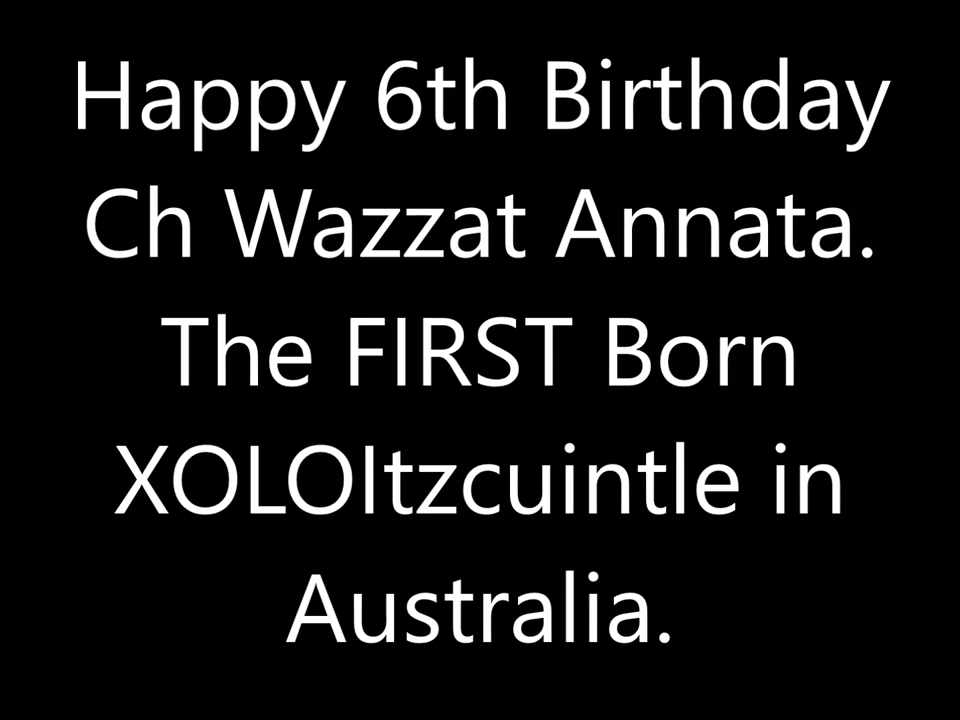 Happy 6th Birthday
Ch Wazzat Annata.
The FIRST Born
XOLOItzcuintle in
Australia.